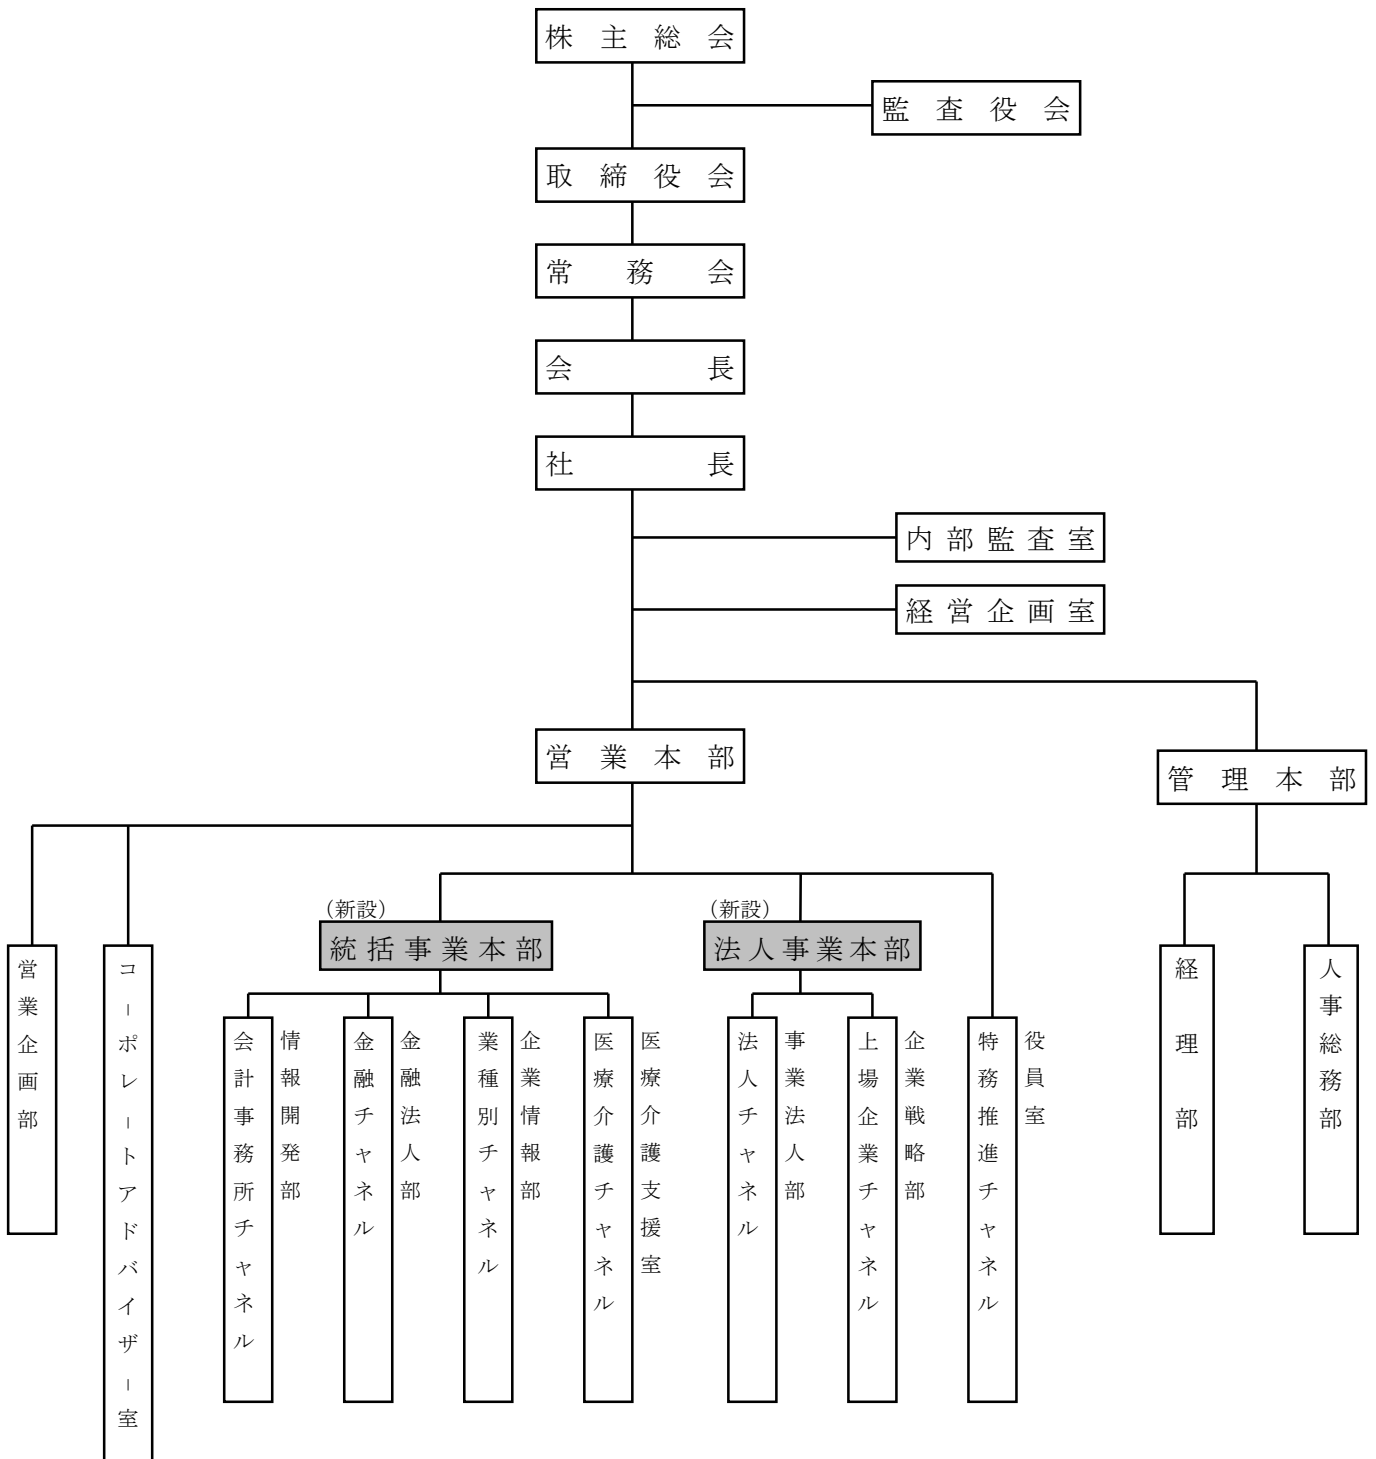 株主総会
監査役会
取締役会
常務会
会長
社長
内部監査室
経営企画室
営業本部
管理本部
(新設)
統括事業本部
(新設)
法人事業本部
営業企画部
コーポレートアドバイザー室
会計事務所チャネル
情報開発部
金融チャネル
金融法人部
業種別チャネル
企業情報部
医療介護チャネル
医療介護支援室
法人チャネル
事業法人部
上場企業チャネル
企業戦略部
特務推進チャネル
役員室
経理部
人事総務部